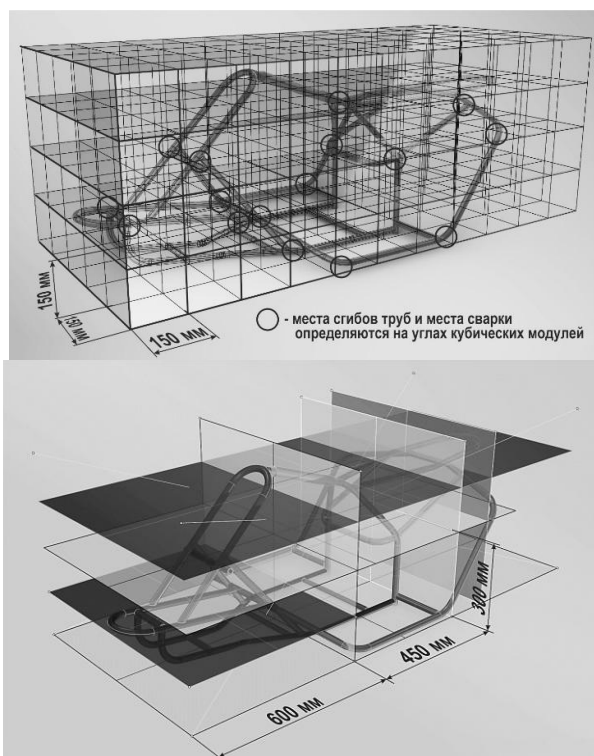 150 мм
150 мм
150 мм
- места сгибов труб и места сварки
определяются на углах кубических модулей
300 мм
450 мм
600 мм